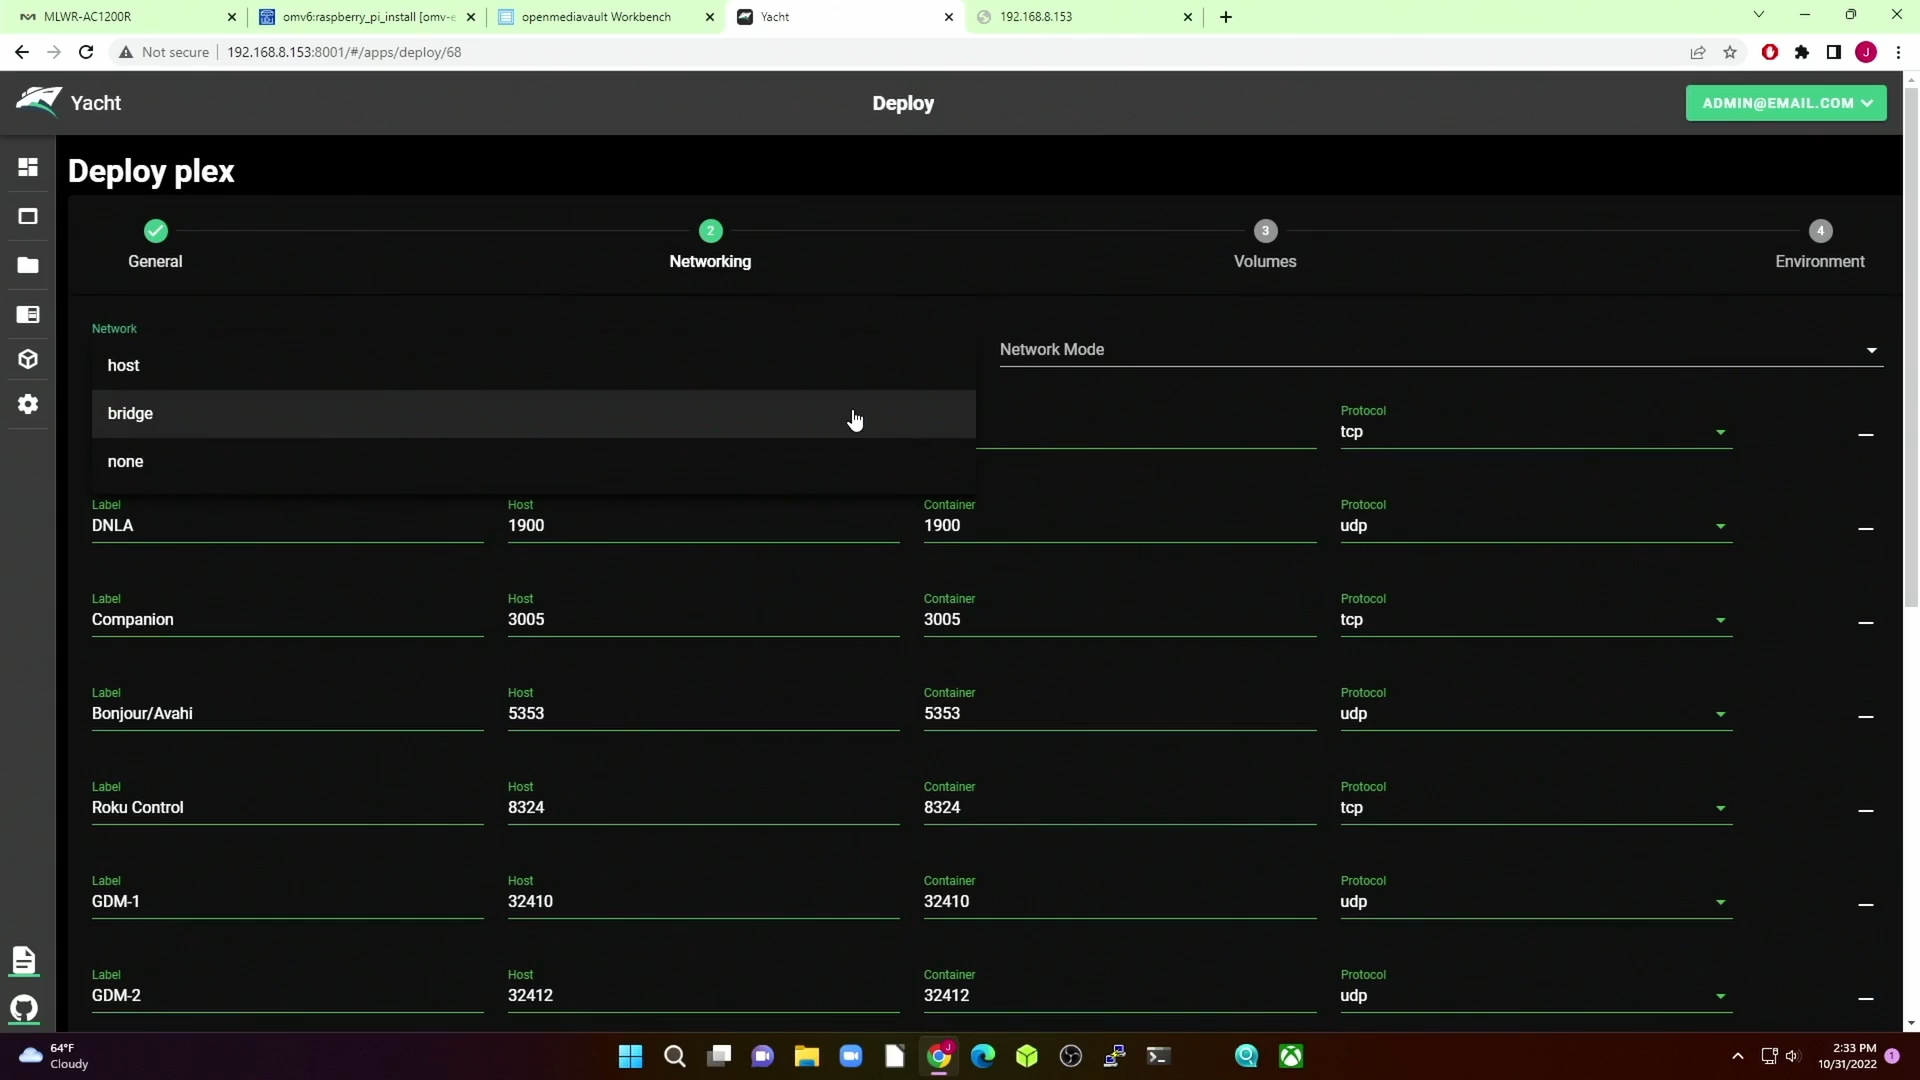 MLWR-AC1200R
omv6:raspberry_pi_install [omv-e
openmediavault Workbench
Yacht
192.168.8.153
Not secure
192.168.8.153:8001/#/apps/deploy/68
J
Yacht
Deploy
ADMIN@EMAIL.COM
Deploy plex
2
3
4
General
Networking
Volumes
Environment
Network
host
bridge
none
Network Mode
Protocol
tcp
Label
Host
Container
Protocol
DNLA
1900
1900
udp
Label
Host
Container
Protocol
Companion
3005
3005
tcp
Label
Host
Container
Protocol
Bonjour/Avahi
5353
5353
udp
Label
Host
Container
Protocol
Roku Control
8324
8324
tcp
Label
Host
Container
Protocol
GDM-1
32410
32410
udp
Label
Host
Container
Protocol
GDM-2
32412
32412
udp
64°F
Cloudy
J
2:33 PM
10/31/2022
1